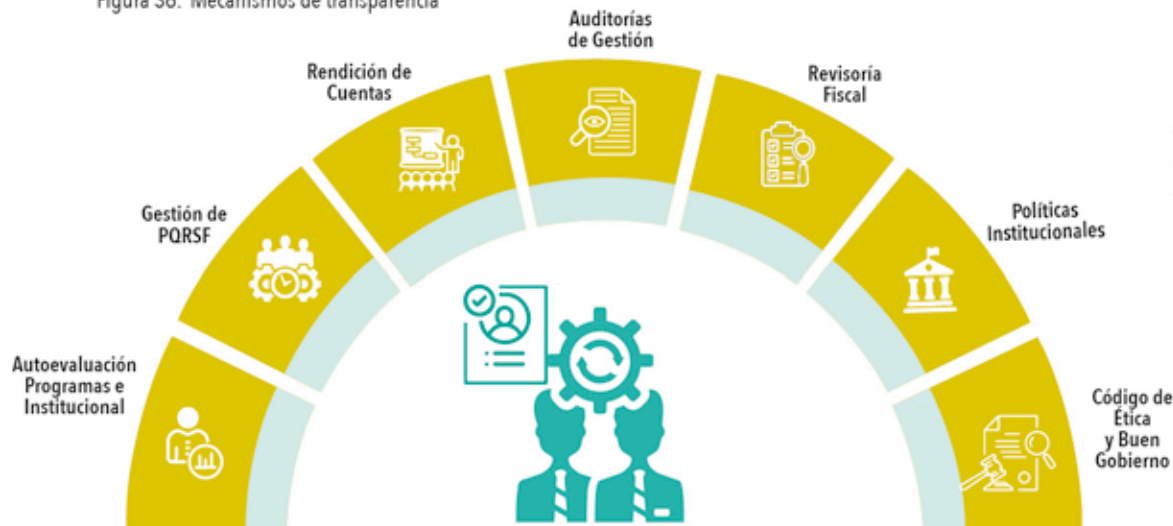 Figura 36. Mecanismos de transparencia
Auditorías
de Gestión
Rendición de
Cuentas
Revisoría
Fiscal
Gestión de
PQRSF
Políticas
Institucionales
Autoevaluación
Programas e
Institucional
Código de
Ética
y Buen
Gobierno